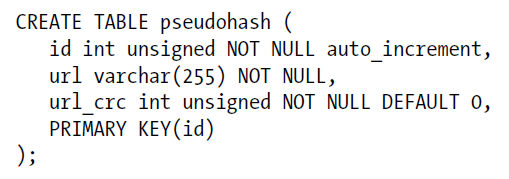 CREATE TABLE pseudohash (
   id int unsigned NOT NULL auto_increment,
   url varchar(255) NOT NULL,
   url_crc int unsigned NOT NULL DEFAULT 0,
   PRIMARY KEY(id)
);